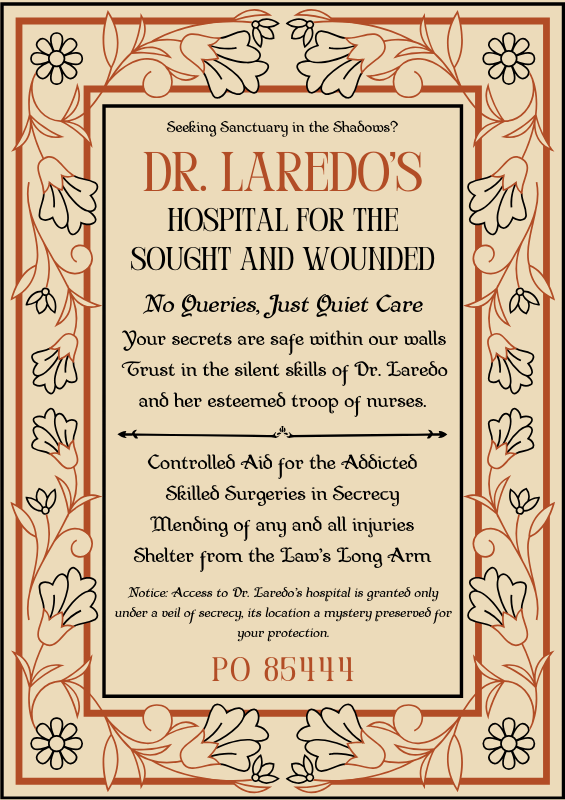 Seeking Sanctuary in the Shadows?
DR. LAREDO'S
HOSPITAL FOR THE
SOUGHT AND WOUNDED
No Queries, Just Quiet Care
Your secrets are safe within our walls
Trust in the silent skills of Dr. Laredo
and her esteemed troop of nurses.
Controlled Aid for the Addicted
Skilled Surgeries in Secrecy
Mending of any and all injuries
Shelter from the Law's Long Arm
Notice: Access to Dr. Laredo's hospital is granted only
under a veil of secrecy, its location a mystery preserved for
your protection.
PO 85444